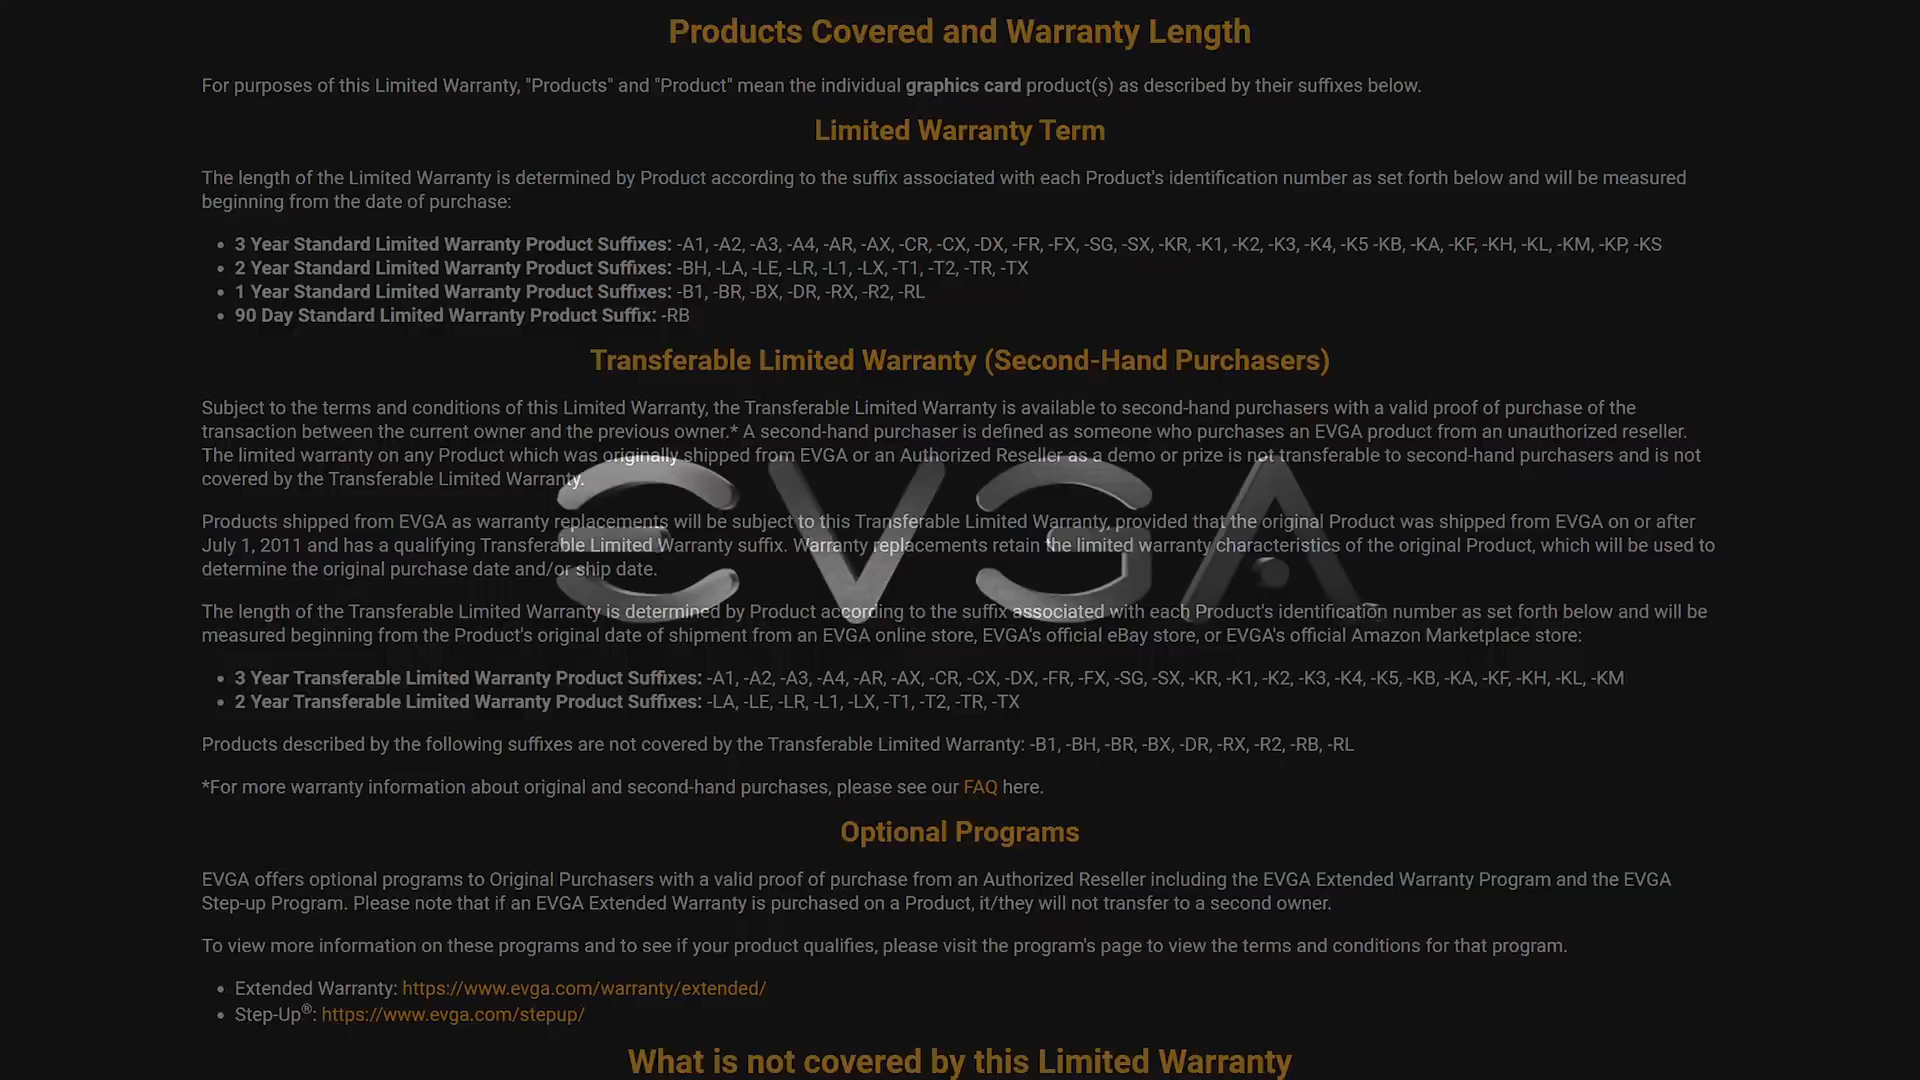 Products Covered and Warranty Length
For purposes of this Limited Warranty, "Products" and "Product" mean the individual graphics card product(s) as described by their suffixes below.
Limited Warranty Term
The length of the Limited Warranty is determined by Product according to the suffix associated with each Product's identification number as set forth below and will be measured
beginning from the date of purchase:
• 3 Year Standard Limited Warranty Product Suffixes: -A1, -A2, -A3, -A4, -AR, -AX, -CR, -CX, -DX, -FR, -FX, -SG, -SX, -KR, -K1, -K2, -K3, -K4, -K5 -KB, -KA, -KF, -KH, -KL, -KM, -KP, -KS
• 2 Year Standard Limited Warranty Product Suffixes: -BH, -LA, -LE, -LR, -L1, -LX, -T1, -T2, -TR, -TX
• 1 Year Standard Limited Warranty Product Suffixes: -B1, -BR, -BX, -DR, -RX, -R2, -RL
• 90 Day Standard Limited Warranty Product Suffix: -RB
Transferable Limited Warranty (Second-Hand Purchasers)
Subject to the terms and conditions of this Limited Warranty, the Transferable Limited Warranty is available to second-hand purchasers with a valid proof of purchase of the
transaction between the current owner and the previous owner.* A second-hand purchaser is defined as someone who purchases an EVGA product from an unauthorized reseller.
The limited warranty on any Product which was originally shipped from EVGA or an Authorized Reseller as a demo or prize is not transferable to second-hand purchasers and is not
covered by the Transferable Limited Warranty.
EVGA
Products shipped from EVGA as warranty replacements will be subject to this Transferable Limited Warranty, provided that the original Product was shipped from EVGA on or after
July 1, 2011 and has a qualifying Transferable Limited Warranty suffix. Warranty replacements retain the limited warranty characteristics of the original Product, which will be used to
determine the original purchase date and/or ship date.
The length of the Transferable Limited Warranty is determined by Product according to the suffix associated with each Product's identification number as set forth below and will be
measured beginning from the Product's original date of shipment from an EVGA online store, EVGA's official eBay store, or EVGA's official Amazon Marketplace store:
• 3 Year Transferable Limited Warranty Product Suffixes: -A1, -A2, -A3, -A4, -AR, -AX, -CR, -CX, -DX, -FR, -FX, -SG, -SX, -KR, -K1, -K2, -K3, -K4, -K5, -KB, -KA, -KF, -KH, -KL, -KM
• 2 Year Transferable Limited Warranty Product Suffixes: -LA, -LE, -LR, -L1, -LX, -T1, -T2, -TR, -TX
Products described by the following suffixes are not covered by the Transferable Limited Warranty: -B1, -BH, -BR, -BX, -DR, -RX, -R2, -RB, -RL
*For more warranty information about original and second-hand purchases, please see our FAQ here.
Optional Programs
EVGA offers optional programs to Original Purchasers with a valid proof of purchase from an Authorized Reseller including the EVGA Extended Warranty Program and the EVGA
Step-up Program. Please note that if an EVGA Extended Warranty is purchased on a Product, it/they will not transfer to a second owner.
To view more information on these programs and to see if your product qualifies, please visit the program's page to view the terms and conditions for that program.
• Extended Warranty: https://www.evga.com/warranty/extended/
• Step-Up®: https://www.evga.com/stepup/
What is not covered by this Limited Warranty